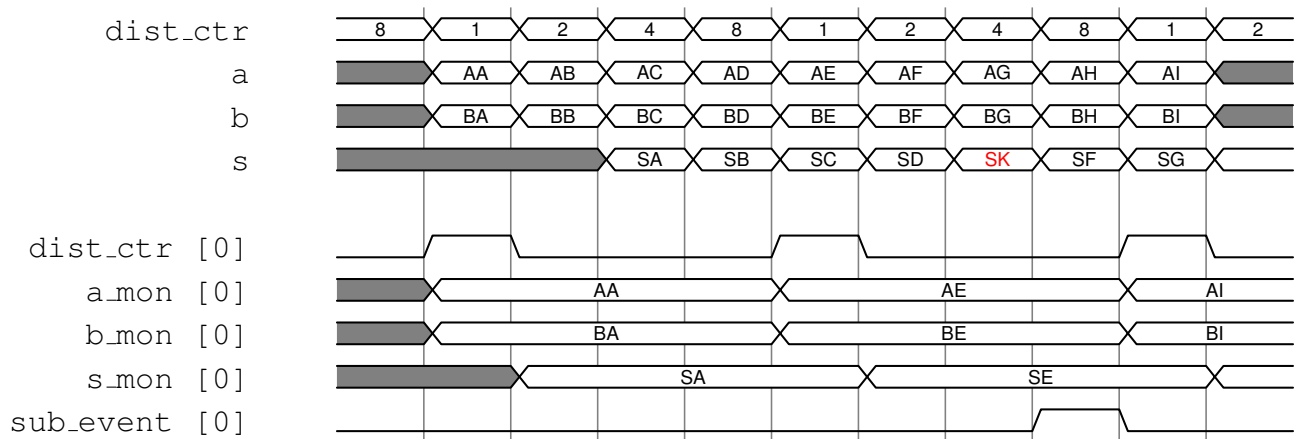 dist_ctr 8 1 2 4 8 1 2 4 8 1 2
a AA AB AC AD AE AF AG AH AI
b BA BB BC BD BE BF BG BH BI
s SA SB SC SD SK SF SG
dist_ctr [0]
a_mon [0] AA AE AI
b_mon [0] BA BE BI
s_mon [0] SA SE
sub_event [0]